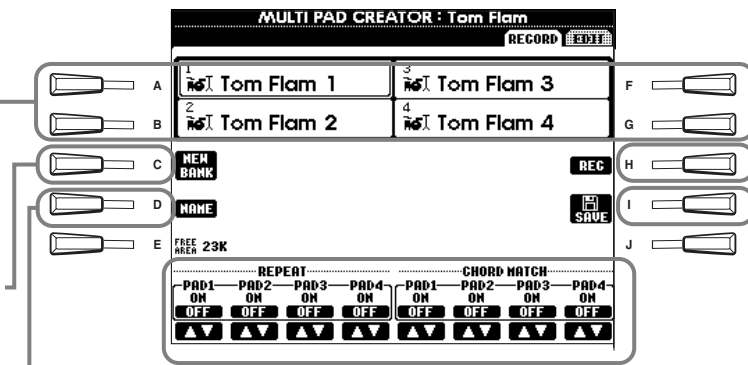 MULTI PAD CREATOR : Tom Flam
RECORD EDIT
1 Tom Flam 1 3 Tom Flam 3
2 Tom Flam 2 4 Tom Flam 4
A F
B G
C NEW BANK REC H
D NAME SAVE I
E FREE AREA 23K J
REPEAT CHORD MATCH
PAD1 PAD2 PAD3 PAD4 PAD1 PAD2 PAD3 PAD4
ON ON ON ON ON ON ON ON
OFF OFF OFF OFF OFF OFF OFF OFF